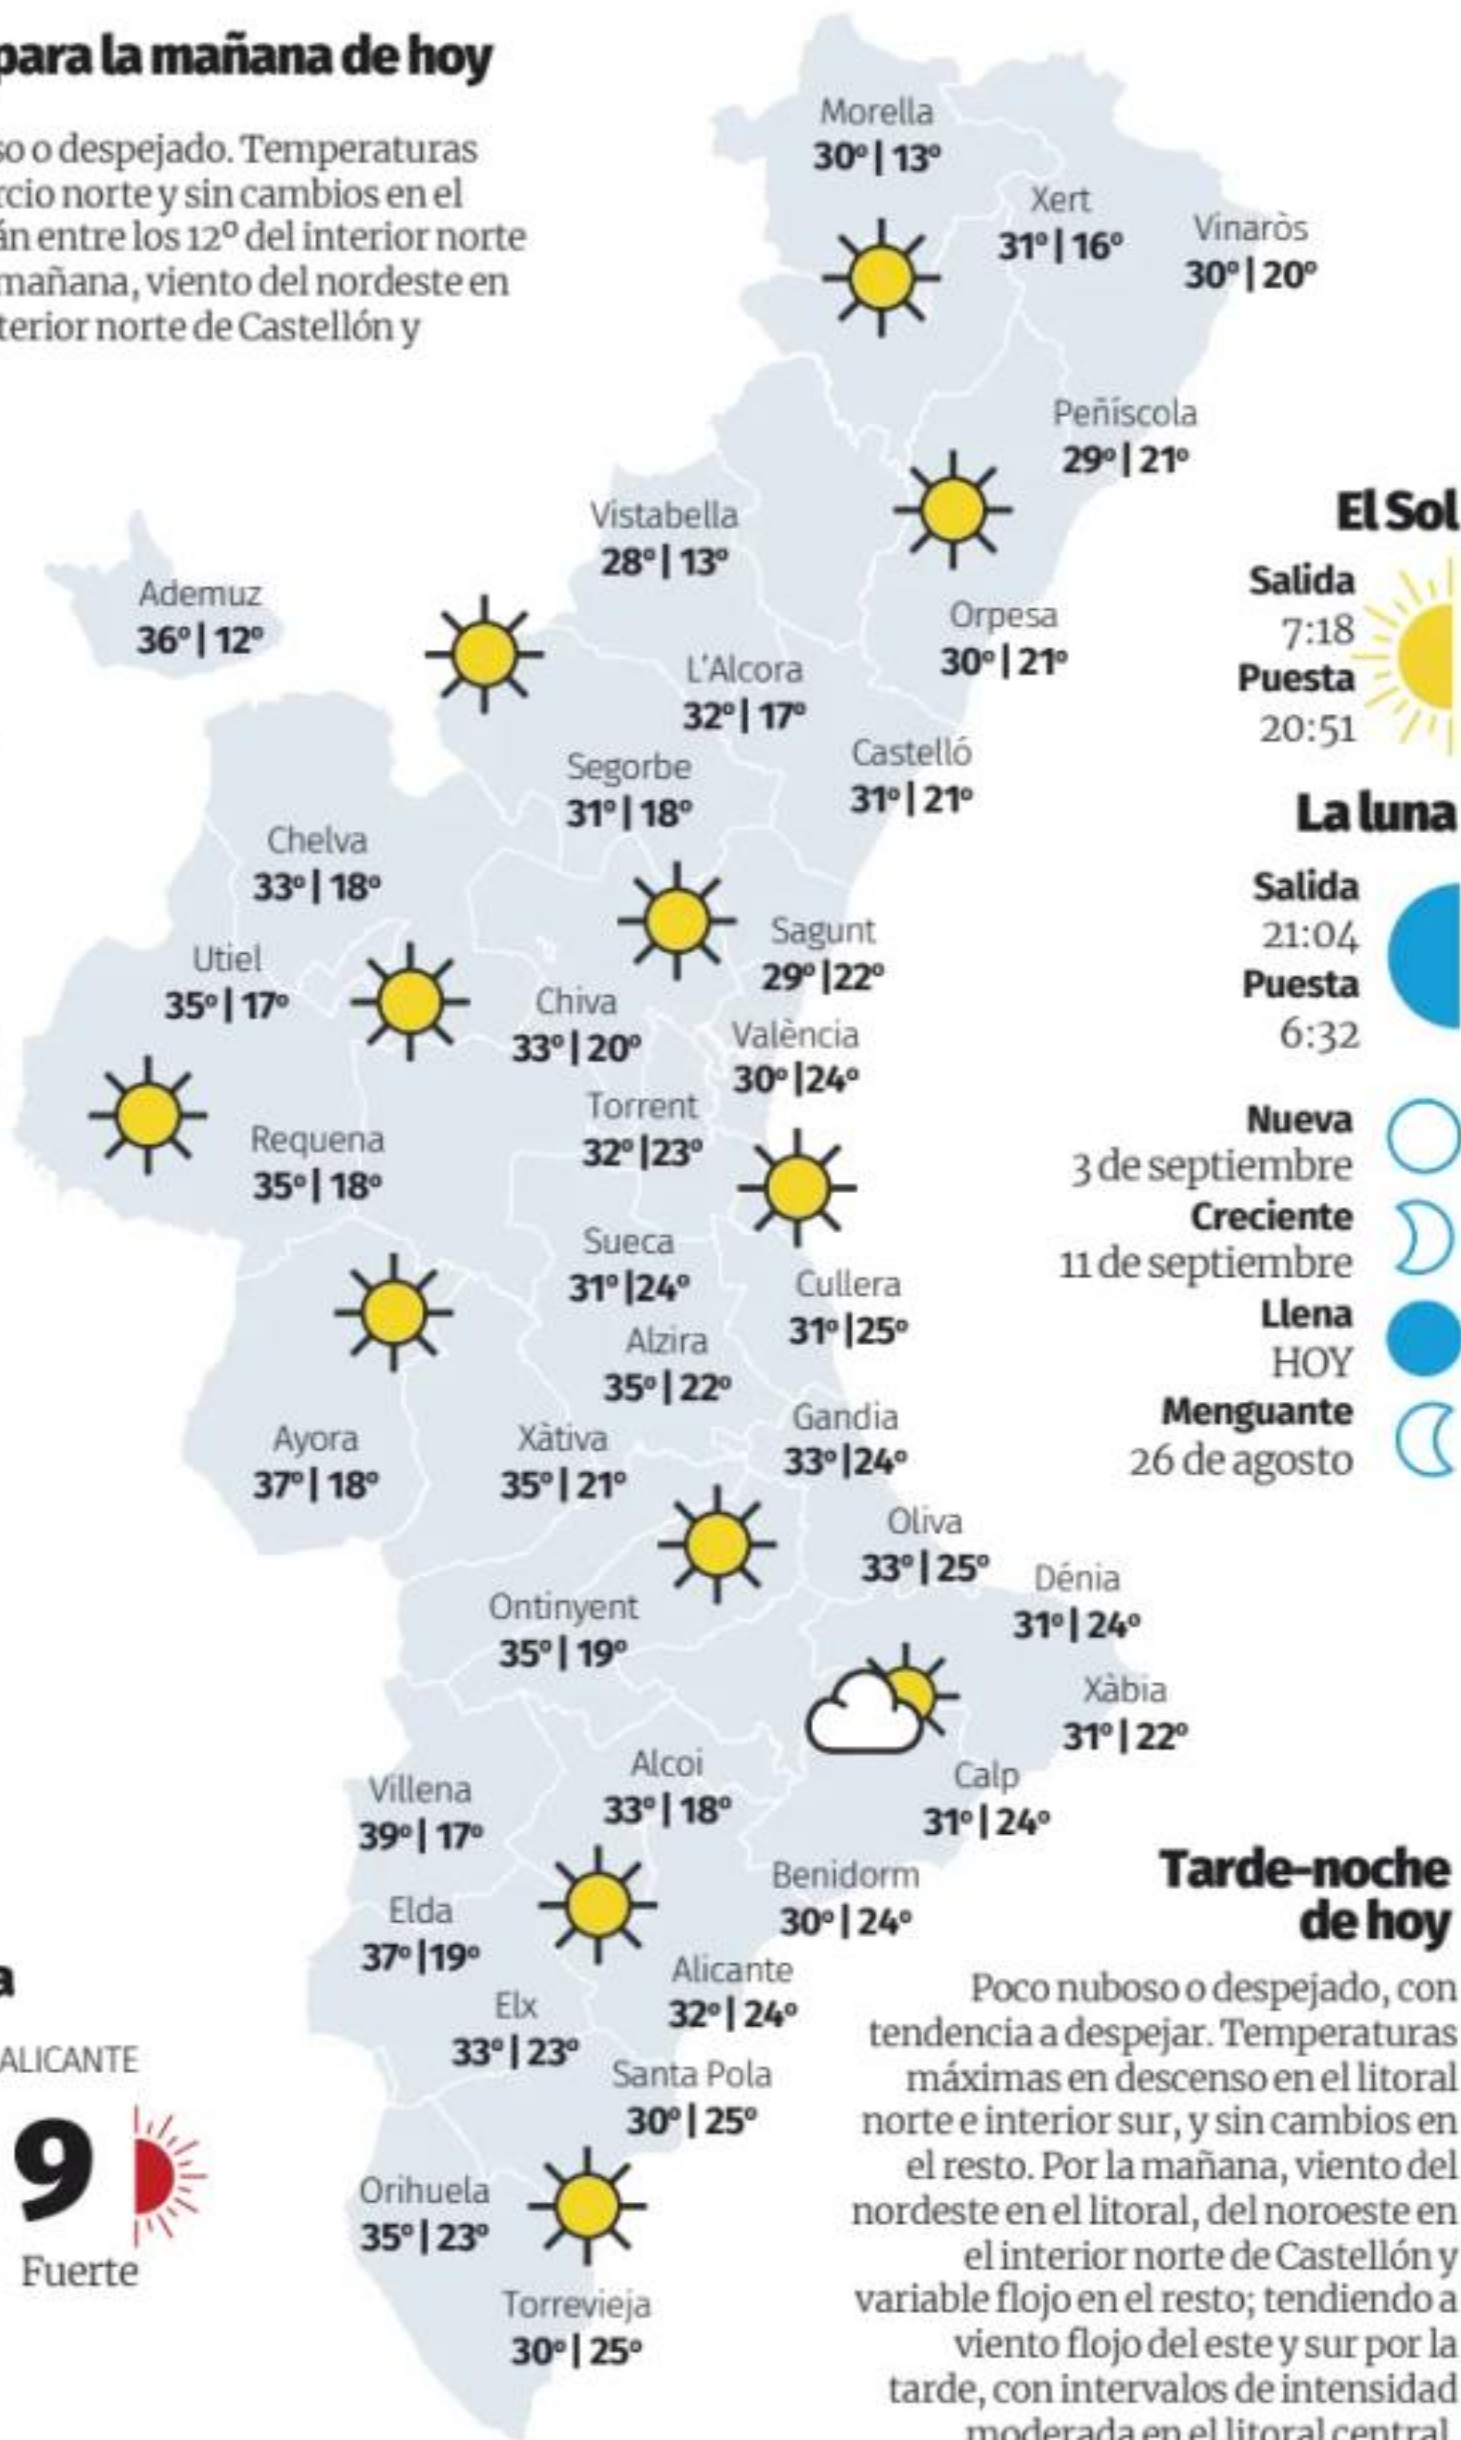 para la mañana de hoy
so o despejado. Temperaturas
rcio norte y sin cambios en el
án entre los 12º del interior norte
mañana, viento del nordeste en
terior norte de Castellón y
Morella
30º | 13º
Xert
31º | 16º
Vinaròs
30º | 20º
Peñíscola
29º | 21º
Vistabella
28º | 13º
Ademuz
36º | 12º
Orpesa
30º | 21º
L'Alcora
32º | 17º
Castelló
31º | 21º
Segorbe
31º | 18º
Chelva
33º | 18º
Sagunt
29º | 22º
Utiel
35º | 17º
Chiva
33º | 20º
València
30º | 24º
Torrent
32º | 23º
Requena
35º | 18º
Sueca
31º | 24º
Cullera
31º | 25º
Alzira
35º | 22º
Ayora
37º | 18º
Xàtiva
35º | 21º
Gandia
33º | 24º
Oliva
33º | 25º
Dénia
31º | 24º
Ontinyent
35º | 19º
Xàbia
31º | 22º
Calp
31º | 24º
Alcoi
33º | 18º
Villena
39º | 17º
Benidorm
30º | 24º
Elda
37º | 19º
Alicante
32º | 24º
Elx
33º | 23º
Santa Pola
30º | 25º
Orihuela
35º | 23º
Torrevieja
30º | 25º
El Sol
Salida
7:18
Puesta
20:51
La luna
Salida
21:04
Puesta
6:32
Nueva
3 de septiembre
Creciente
11 de septiembre
Llena
HOY
Menguante
26 de agosto
a
ALICANTE
9
Fuerte
Tarde-noche
de hoy
Poco nuboso o despejado, con
tendencia a despejar. Temperaturas
máximas en descenso en el litoral
norte e interior sur, y sin cambios en
el resto. Por la mañana, viento del
nordeste en el litoral, del noroeste en
el interior norte de Castellón y
variable flojo en el resto; tendiendo a
viento flojo del este y sur por la
tarde, con intervalos de intensidad
moderada en el litoral central.